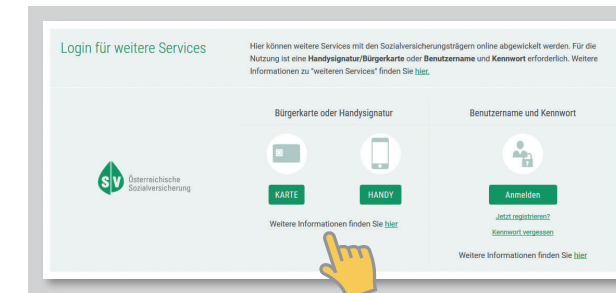 Login für weitere Services
Hier können weitere Services mit den Sozialversicherungsträgern online abgewickelt werden. Für die
Nutzung ist eine Handysignatur/Bürgerkarte oder Benutzername und Kennwort erforderlich. Weitere
Informationen zu "weiteren Services" finden Sie hier.
Bürgerkarte oder Handysignatur
Benutzername und Kennwort
SV
Österreichische
Sozialversicherung
KARTE
HANDY
Anmelden
Weitere Informationen finden Sie hier
Jetzt registrieren?
Kennwort vergessen
Weitere Informationen finden Sie hier